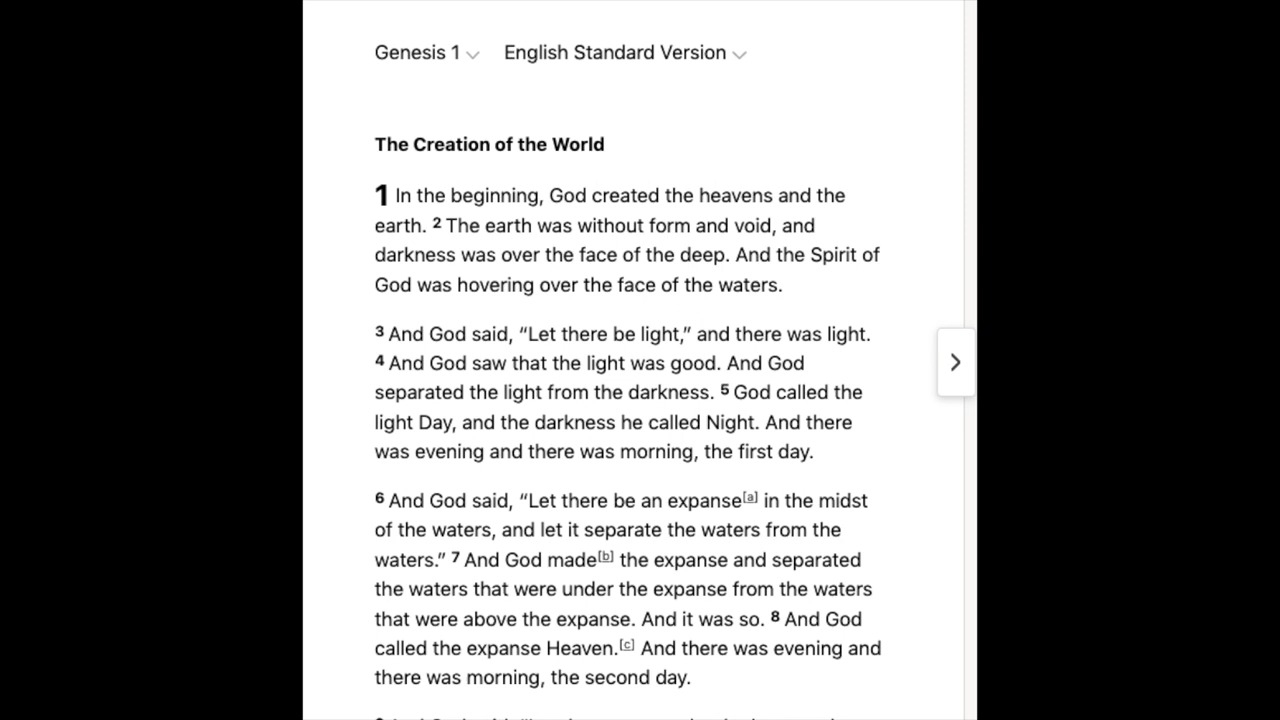 Genesis 1 English Standard Version
The Creation of the World
1 In the beginning, God created the heavens and the
earth. 2 The earth was without form and void, and
darkness was over the face of the deep. And the Spirit of
God was hovering over the face of the waters.
3 And God said, “Let there be light,” and there was light.
4 And God saw that the light was good. And God
separated the light from the darkness. 5 God called the
light Day, and the darkness he called Night. And there
was evening and there was morning, the first day.
6 And God said, “Let there be an expanse[a] in the midst
of the waters, and let it separate the waters from the
waters.” 7 And God made[b] the expanse and separated
the waters that were under the expanse from the waters
that were above the expanse. And it was so. 8 And God
called the expanse Heaven.[c] And there was evening and
there was morning, the second day.